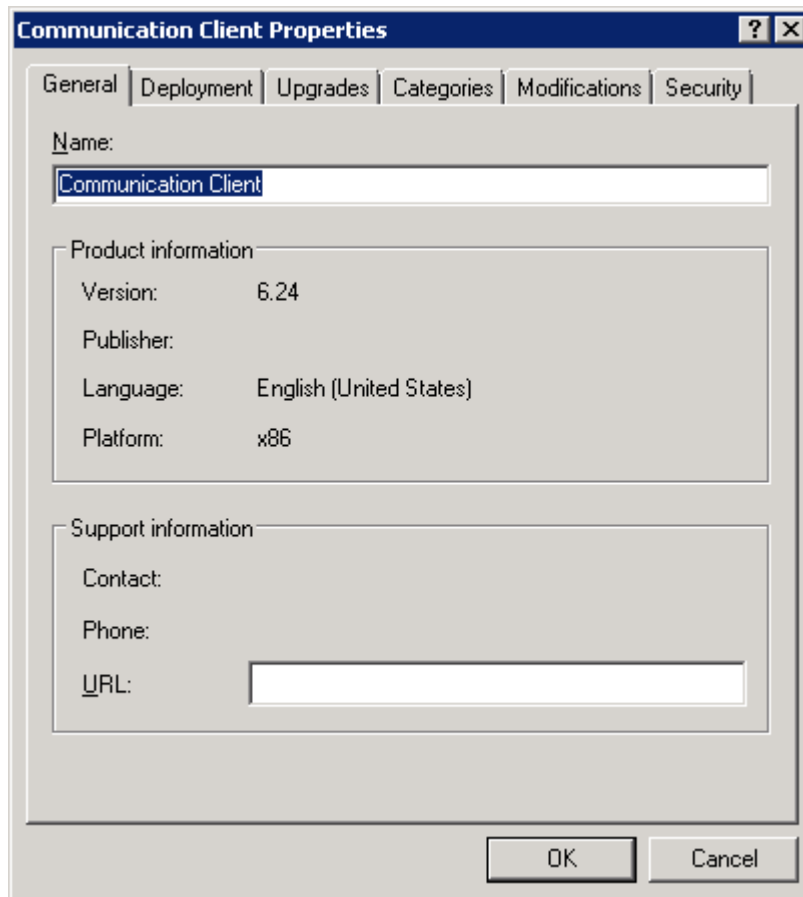 Communication Client Properties
General Deployment Upgrades Categories Modifications Security
Name:
Communication Client
Product information
Version: 6.24
Publisher:
Language: English (United States)
Platform: x86
Support information
Contact:
Phone:
URL:
OK Cancel